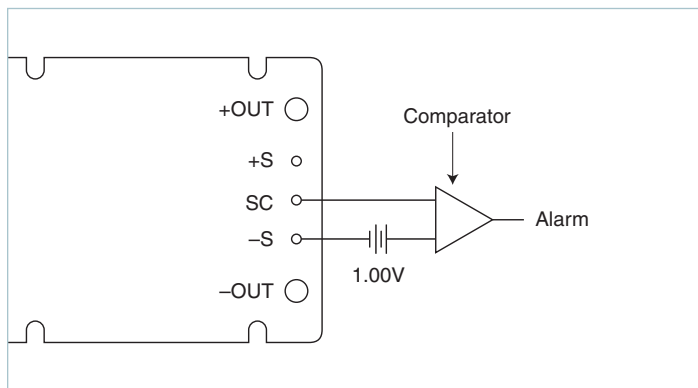 +OUT
Comparator
+S
SC
Alarm
–S
1.00V
–OUT